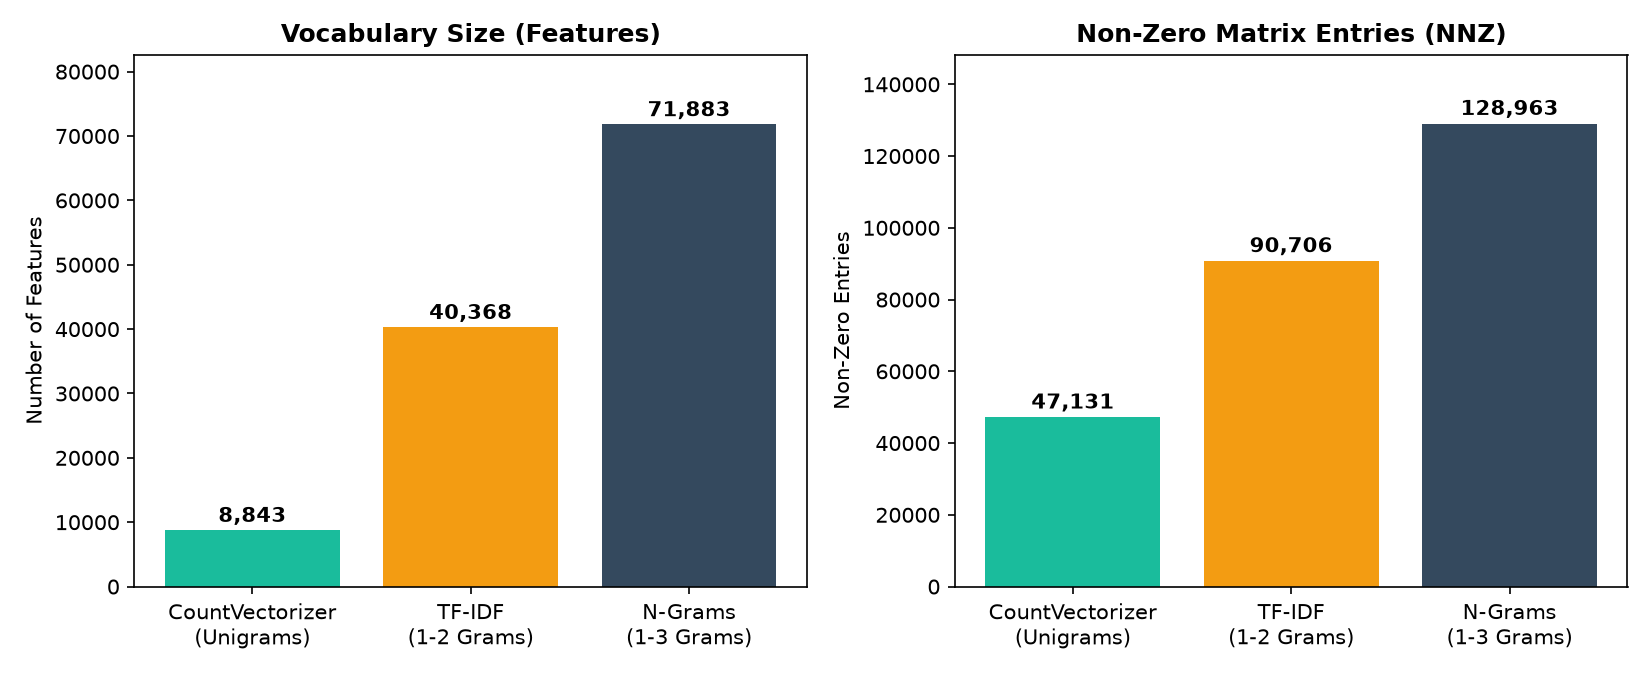 Vocabulary Size (Features)
Number of Features
80000
70000
60000
50000
40000
30000
20000
10000
0
8,843
40,368
71,883
CountVectorizer
(Unigrams)
TF-IDF
(1-2 Grams)
N-Grams
(1-3 Grams)
Non-Zero Matrix Entries (NNZ)
Non-Zero Entries
140000
120000
100000
80000
60000
40000
20000
0
47,131
90,706
128,963
CountVectorizer
(Unigrams)
TF-IDF
(1-2 Grams)
N-Grams
(1-3 Grams)